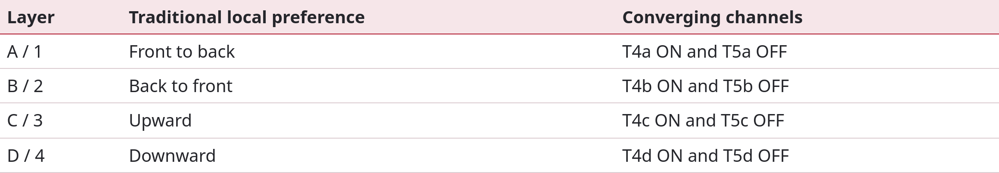 Layer Traditional local preference Converging channels
A / 1 Front to back T4a ON and T5a OFF
B / 2 Back to front T4b ON and T5b OFF
C / 3 Upward T4c ON and T5c OFF
D / 4 Downward T4d ON and T5d OFF